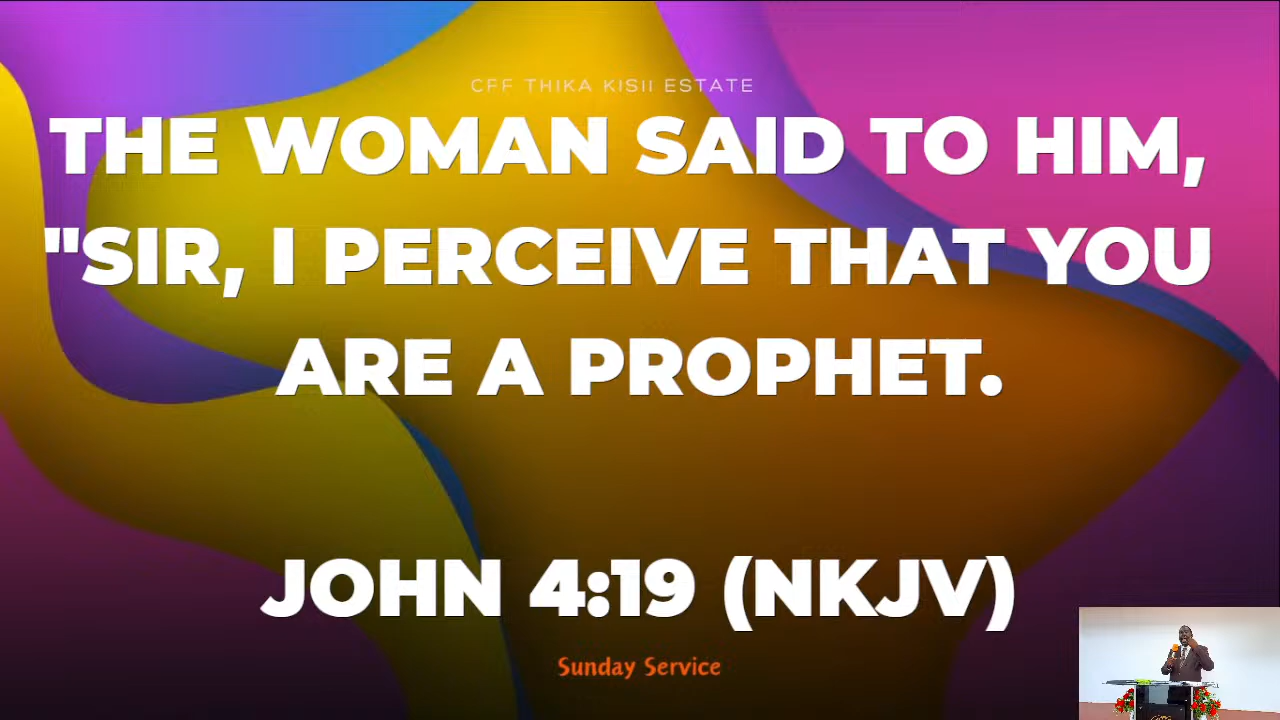 CFF THIKA KISII ESTATE
THE WOMAN SAID TO HIM,
"SIR, I PERCEIVE THAT YOU
ARE A PROPHET.
JOHN 4:19 (NKJV)
Sunday Service